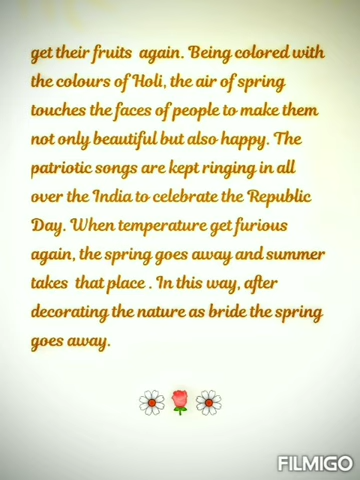 get their fruits again. Being colored with
the colours of Holi, the air of spring
touches the faces of people to make them
not only beautiful but also happy. The
patriotic songs are kept ringing in all
over the India to celebrate the Republic
Day. When temperature get furious
again, the spring goes away and summer
takes that place . In this way, after
decorating the nature as bride the spring
goes away.
FILMIGO